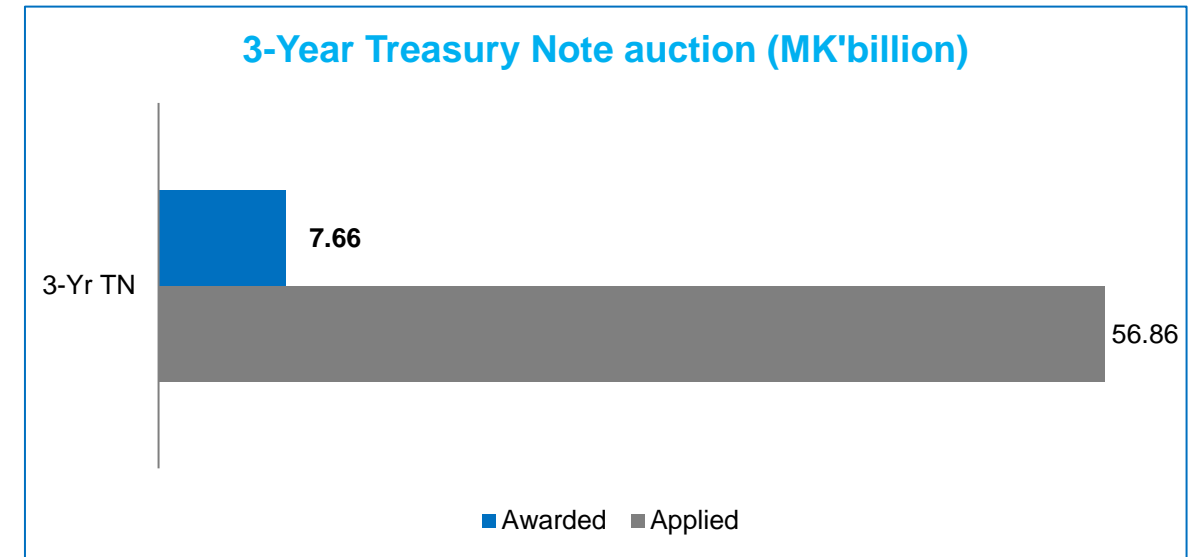 3-Year Treasury Note auction (MK'billion)
7.66
3-Yr TN
56.86
Awarded Applied